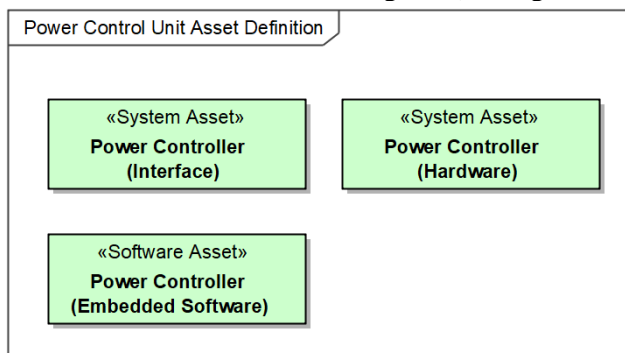 Power Control Unit Asset Definition
«System Asset»
Power Controller
(Interface)
«System Asset»
Power Controller
(Hardware)
«Software Asset»
Power Controller
(Embedded Software)